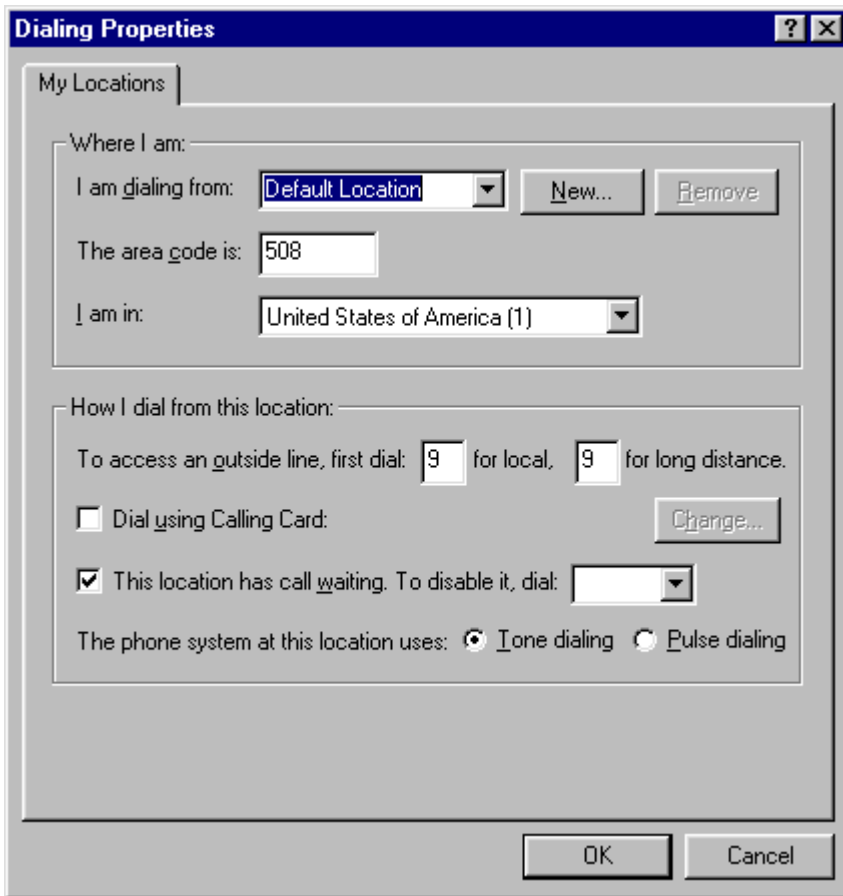 Dialing Properties
My Locations
Where I am:
I am dialing from: Default Location New... Remove
The area code is: 508
I am in: United States of America (1)
How I dial from this location:
To access an outside line, first dial: 9 for local, 9 for long distance.
Dial using Calling Card: Change...
This location has call waiting. To disable it, dial:
The phone system at this location uses: Tone dialing Pulse dialing
OK Cancel